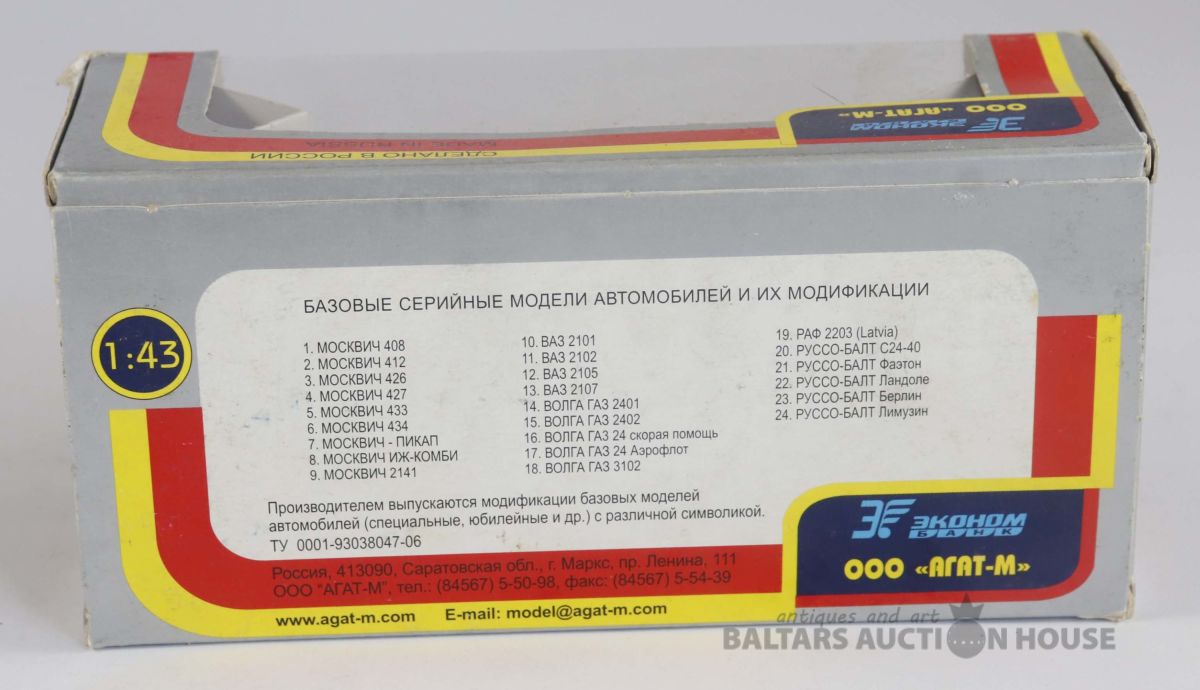 ООО «АГАТ-М»
ЭКОНОМ
БАНК
СДЕЛАНО В РОССИИ
MADE IN RUSSIA
БАЗОВЫЕ СЕРИЙНЫЕ МОДЕЛИ АВТОМОБИЛЕЙ И ИХ МОДИФИКАЦИИ
1:43
1. МОСКВИЧ 408
2. МОСКВИЧ 412
3. МОСКВИЧ 426
4. МОСКВИЧ 427
5. МОСКВИЧ 433
6. МОСКВИЧ 434
7. МОСКВИЧ - ПИКАП
8. МОСКВИЧ ИЖ-КОМБИ
9. МОСКВИЧ 2141
10. ВАЗ 2101
11. ВАЗ 2102
12. ВАЗ 2105
13. ВАЗ 2107
14. ВОЛГА ГАЗ 2401
15. ВОЛГА ГАЗ 2402
16. ВОЛГА ГАЗ 24 скорая помощь
17. ВОЛГА ГАЗ 24 Аэрофлот
18. ВОЛГА ГАЗ 3102
19. РАФ 2203 (Latvia)
20. РУССО-БАЛТ С24-40
21. РУССО-БАЛТ Фаэтон
22. РУССО-БАЛТ Ландоле
23. РУССО-БАЛТ Берлин
24. РУССО-БАЛТ Лимузин
Производителем выпускаются модификации базовых моделей
автомобилей (специальные, юбилейные и др.) с различной символикой.
ТУ 0001-93038047-06
Россия, 413090, Саратовская обл., г. Маркс, пр. Ленина, 111
ООО "АГАТ-М", тел.: (84567) 5-50-98, факс: (84567) 5-54-39
www.agat-m.com E-mail: model@agat-m.com
ЭКОНОМ
БАНК
ООО «АГАТ-М»
antiques and art
BALTARS AUCTION HOUSE